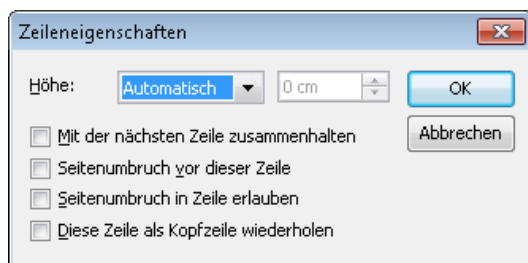 Zeileneigenschaften
Höhe: Automatisch 0 cm OK
Mit der nächsten Zeile zusammenhalten Abbrechen
Seitenumbruch vor dieser Zeile
Seitenumbruch in Zeile erlauben
Diese Zeile als Kopfzeile wiederholen